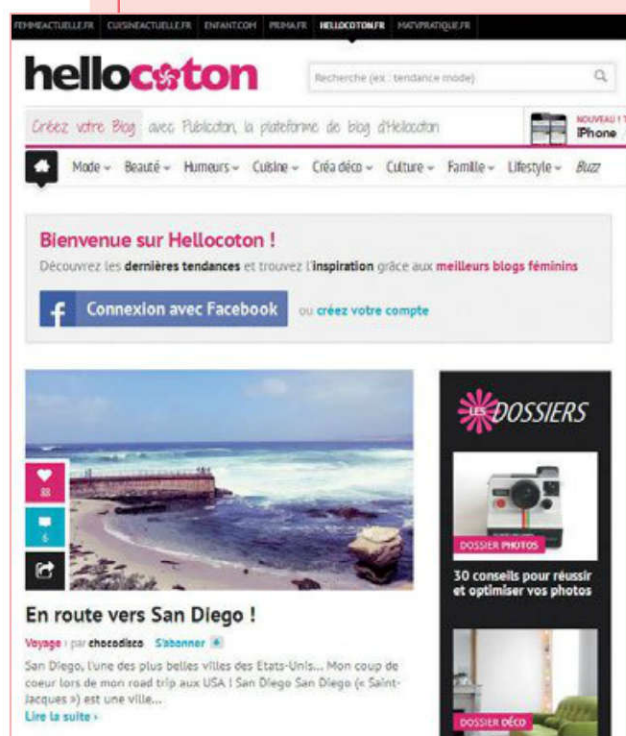 FEMMEACTUELLE.FR CUISINEACTUELLE.FR ENFANT.COM PRIMA.FR HELLOCOTON.FR MATVPRATIQUE.FR
hellocoton
Recherche (ex : tendance mode)
Créez votre Blog avec Publicoton, la plateforme de blog d'Hellocoton
NOUVEAU !
iPhone
Mode Beauté Humeurs Cuisine Créa déco Culture Famille Lifestyle Buzz
Bienvenue sur Hellocoton !
Découvrez les dernières tendances et trouvez l'inspiration grâce aux meilleurs blogs féminins
f Connexion avec Facebook ou créez votre compte
88
6
LES DOSSIERS
DOSSIER PHOTOS
30 conseils pour réussir
et optimiser vos photos
En route vers San Diego !
Voyage | par chocodisco S'abonner +
San Diego, l'une des plus belles villes des Etats-Unis... Mon coup de
coeur lors de mon road trip aux USA ! San Diego San Diego (« Saint-
Jacques ») est une ville...
Lire la suite ›
DOSSIER DÉCO